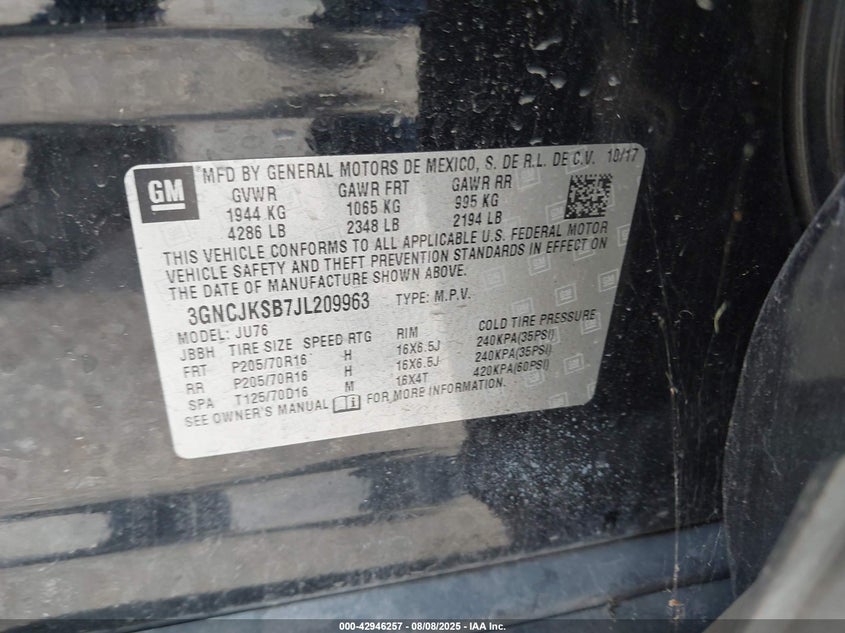 GM
®MFD BY GENERAL MOTORS DE MEXICO, S. DE R.L. DE C.V. 10/17
GVWR GAWR FRT GAWR RR
1944 KG 1065 KG 995 KG
4286 LB 2348 LB 2194 LB
THIS VEHICLE CONFORMS TO ALL APPLICABLE U.S. FEDERAL MOTOR
VEHICLE SAFETY AND THEFT PREVENTION STANDARDS IN EFFECT ON
THE DATE OF MANUFACTURE SHOWN ABOVE.
3GNCJKSB7JL209963 TYPE: M.P.V.
MODEL: JU76
JBBH TIRE SIZE SPEED RTG RIM COLD TIRE PRESSURE
FRT P205/70R16 H 16X6.5J 240KPA(35PSI)
RR P205/70R16 H 16X6.5J 240KPA(35PSI)
SPA T125/70D16 M 16X4T 420KPA(60PSI)
SEE OWNER'S MANUAL FOR MORE INFORMATION.
000-42946257 - 08/08/2025 - IAA Inc.